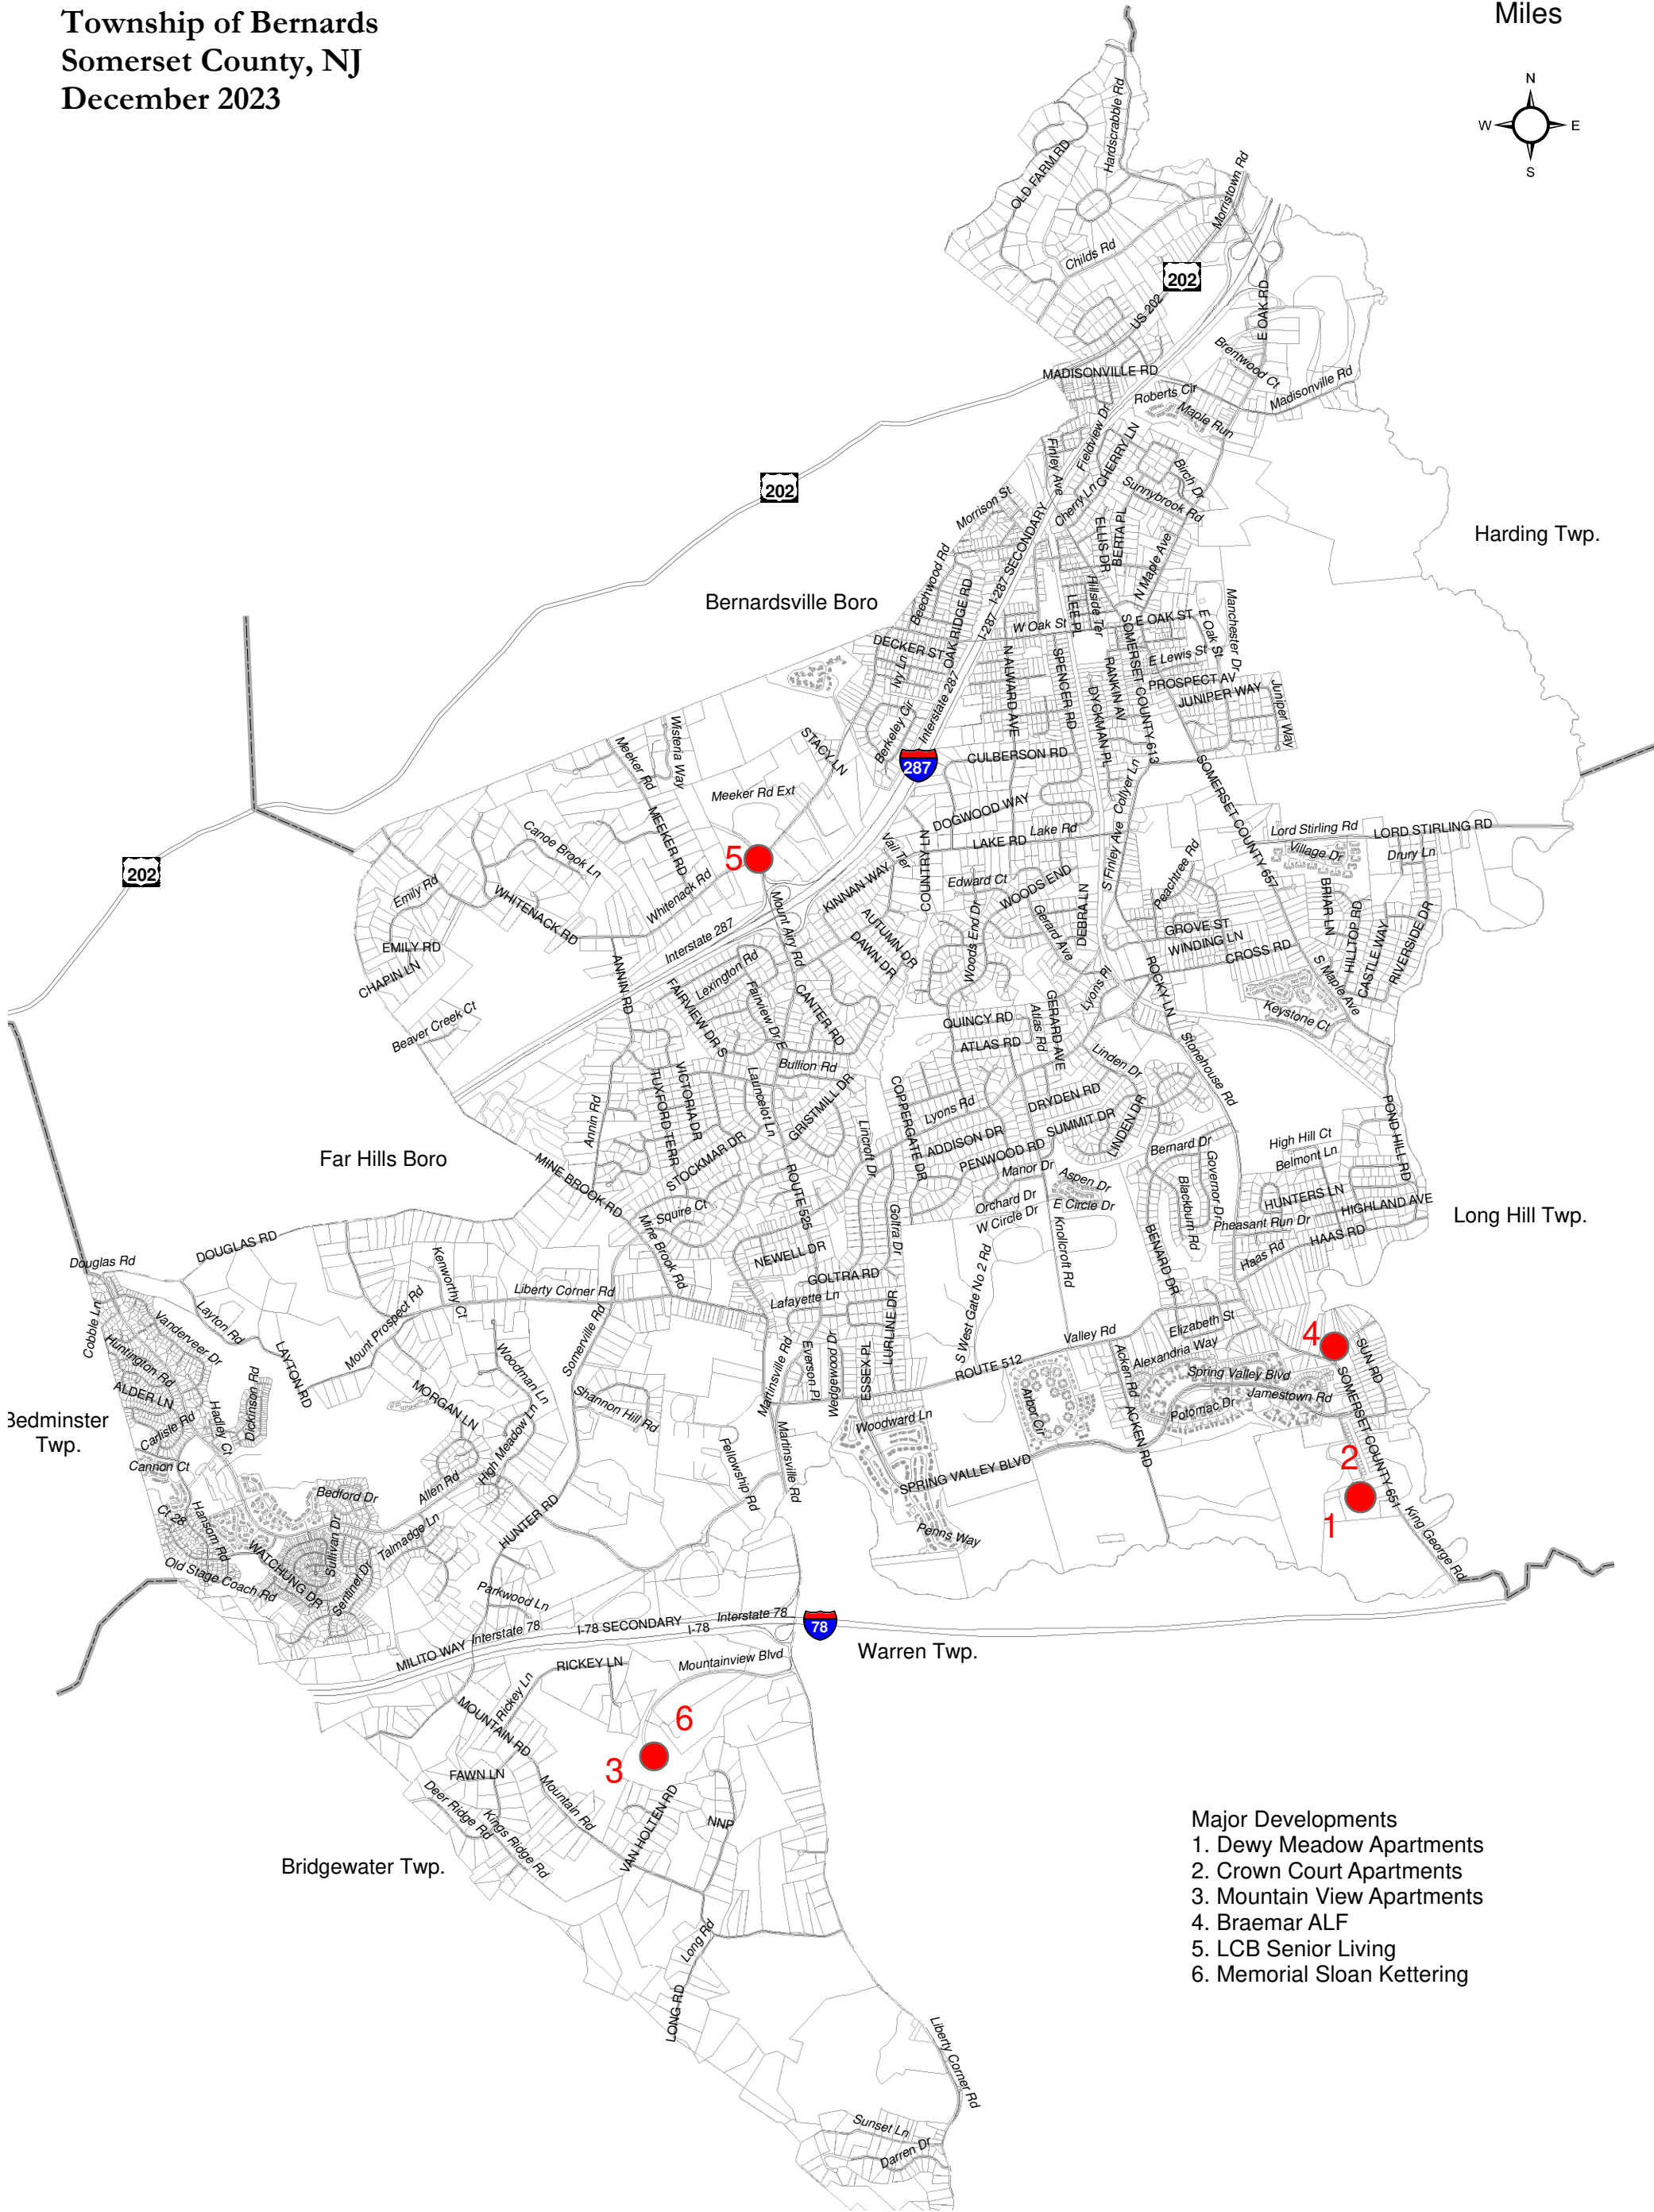 Township of Bernards
Somerset County, NJ
December 2023
Miles
N
W
E
S
Hardscrabble Rd
OLD FARM RD
Morristown Rd
Childs Rd
202
US 202
E OAK RD
Brentwood Ct
MADISONVILLE RD
Madisonville Rd
Roberts Cir
Maple Run
Fieldview Dr
CHERRY LN
Finley Ave
Birch Dr
202
Cherry Ln
Sunnybrook Rd
Morrison St
I-287 SECONDARY
ELLIS DR
BERTA PL
Harding Twp.
N Maple Ave
Beechwood Rd
OAK RIDGE RD
I-287
Hillside Ter
LEE PL
Manchester Dr
Bernardsville Boro
W Oak St
E OAK ST
E Oak St
DECKER ST
Ivy Ln
N ALWARD AVE
SPENCER RD
RANKIN AV
SOMERSET COUNTY 613
E Lewis St
PROSPECT AV
JUNIPER WAY
Juniper Way
DYCKMAN PL
Interstate 287
Berkeley Cir
Wisteria Way
Meeker Rd
STACY LN
287
CULBERSON RD
SOMERSET COUNTY 657
Meeker Rd Ext
MEEKER RD
DOGWOOD WAY
Collyer Ln
Canoe Brook Ln
Lake Rd
LAKE RD
Lord Stirling Rd
LORD STIRLING RD
Village Dr
Drury Ln
Vail Ter
COUNTRY LN
S Finley Ave
Peachtree Rd
5
202
Emily Rd
WHITENACK RD
Whitenack Rd
KINNAN WAY
Edward Ct
WOODS END
BRIAR LN
HILLTOP RD
CASTLE WAY
RIVERSIDE DR
Mount Airy Rd
AUTUMN DR
DAWN DR
Woods End Dr
Gerard Ave
DEBRA LN
GROVE ST
WINDING LN
CROSS RD
EMILY RD
Interstate 287
CHAPIN LN
ANNIN RD
Lexington Rd
FAIRVIEW DR S
Fairview Dr E
CANTER RD
ROCKY LN
S Maple Ave
Keystone Ct
Lyons Pl
Beaver Creek Ct
QUINCY RD
Atlas Rd
ATLAS RD
GERARD AVE
Stonehouse Rd
Bullion Rd
Linden Dr
TUXFORD TERR
VICTORIA DR
Launcelot Ln
GRISTMILL DR
COPPERGATE DR
Lyons Rd
DRYDEN RD
SUMMIT DR
LINDEN DR
POND HILL RD
Annin Rd
STOCKMAR DR
Lincroft Dr
ADDISON DR
PENWOOD RD
Bernard Dr
High Hill Ct
Belmont Ln
Far Hills Boro
MINE BROOK RD
ROUTE 525
Manor Dr
Aspen Dr
Governor Dr
Blackburn Rd
HUNTERS LN
HIGHLAND AVE
Orchard Dr
E Circle Dr
W Circle Dr
Squire Ct
Mine Brook Rd
Goltra Dr
Knollcroft Rd
Pheasant Run Dr
Long Hill Twp.
BENARD DR
Haas Rd
HAAS RD
Douglas Rd
DOUGLAS RD
NEWELL DR
GOLTRA RD
Kenworthy Ct
S West Gate No 2 Rd
Liberty Corner Rd
Lafayette Ln
Cobble Ln
Layton Rd
Vanderveer Dr
Mount Prospect Rd
Somerville Rd
LURLINE DR
Valley Rd
Elizabeth St
4
Huntington Rd
LAYTON RD
Woodman Ln
Martinsville Rd
Everson Pl
Wedgewood Dr
ESSEX PL
ROUTE 512
Alexandria Way
SUN RD
Acken Rd
Spring Valley Blvd
ALDER LN
Dickinson Rd
MORGAN LN
Shannon Hill Rd
Jamestown Rd
Potomac Dr
Bedminster
Twp.
Carlisle Rd
Hadley Ct
High Meadow Ln
Woodward Ln
Arbor Cir
ACKEN RD
SOMERSET COUNTY 651
Cannon Ct
Fellowship Rd
Martinsville Rd
2
Allen Rd
Bedford Dr
SPRING VALLEY BLVD
Ct 28
Hansom Rd
Sullivan Dr
Talmadge Ln
HUNTER RD
1
Penns Way
King George Rd
WATCHUNG DR
Sentinel Dr
Old Stage Coach Rd
Parkwood Ln
MILITO WAY
Interstate 78
I-78 SECONDARY
I-78
Interstate 78
78
Warren Twp.
RICKEY LN
Mountainview Blvd
Rickey Ln
MOUNTAIN RD
6
3
FAWN LN
Deer Ridge Rd
Kings Ridge Rd
Mountain Rd
VAN HOLTEN RD
NNP
Bridgewater Twp.
Major Developments
1. Dewy Meadow Apartments
2. Crown Court Apartments
3. Mountain View Apartments
4. Braemar ALF
5. LCB Senior Living
6. Memorial Sloan Kettering
Long Rd
LONG RD
Liberty Corner Rd
Sunset Ln
Darren Dr